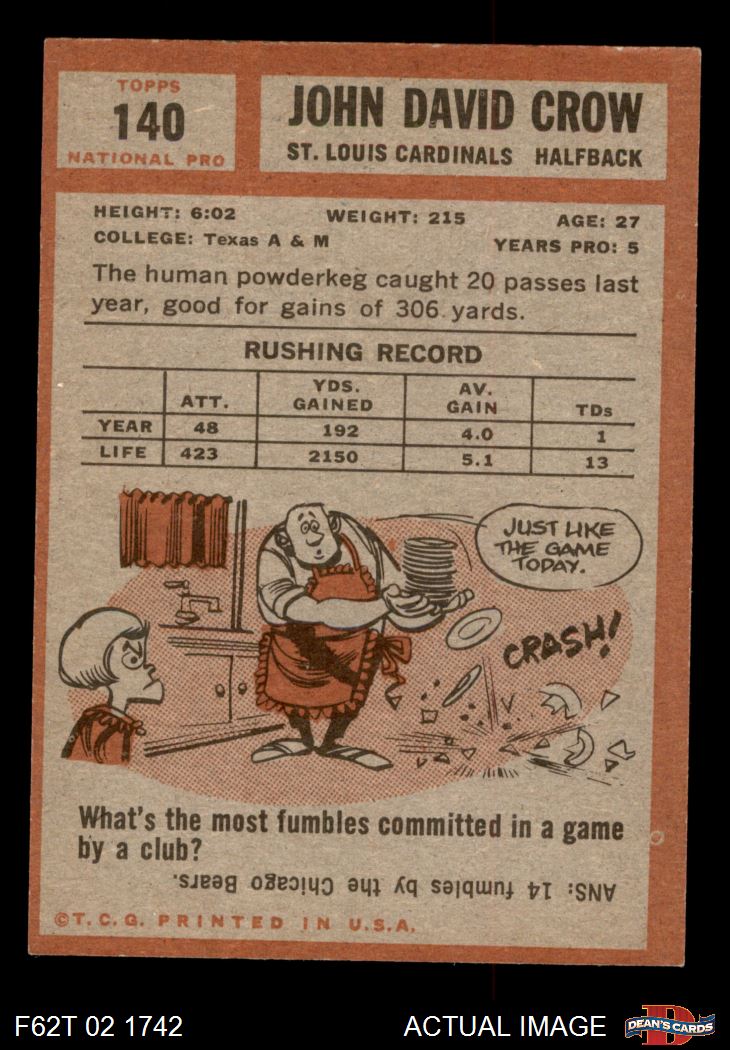 TOPPS
140
NATIONAL PRO
JOHN DAVID CROW
ST. LOUIS CARDINALS HALFBACK
HEIGHT: 6:02 WEIGHT: 215 AGE: 27
COLLEGE: Texas A & M YEARS PRO: 5
The human powderkeg caught 20 passes last
year, good for gains of 306 yards.
RUSHING RECORD
ATT. YDS. GAINED AV. GAIN TDs
YEAR 48 192 4.0 1
LIFE 423 2150 5.1 13
JUST LIKE
THE GAME
TODAY.
CRASH!
What's the most fumbles committed in a game
by a club?
ANS: 14 fumbles by the Chicago Bears.
©T.C.G. PRINTED IN U.S.A.
F62T 02 1742 ACTUAL IMAGE
D
DEAN'S CARDS